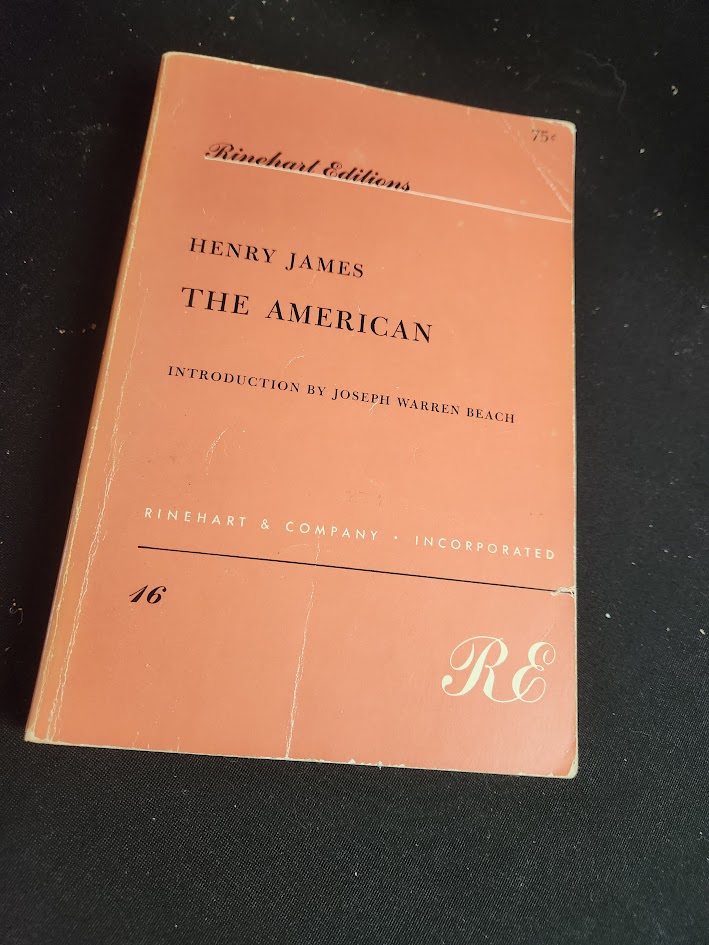 75¢
Rinehart Editions
HENRY JAMES
THE AMERICAN
INTRODUCTION BY JOSEPH WARREN BEACH
RINEHART & COMPANY · INCORPORATED
16
RE